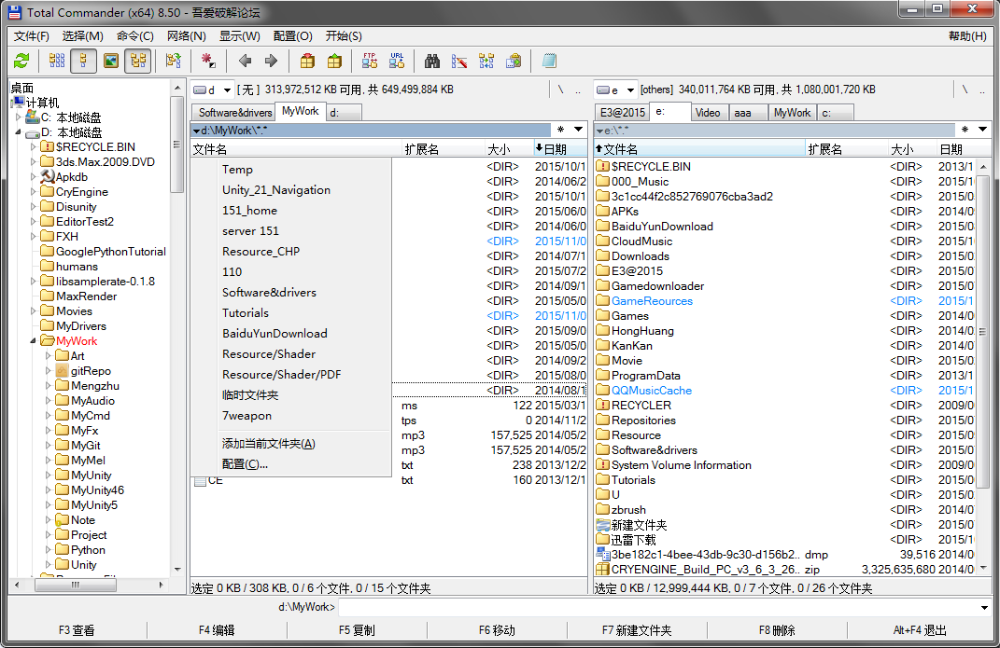 Total Commander (x64) 8.50 - 吾爱破解论坛
文件(F) 选择(M) 命令(C) 网络(N) 显示(W) 配置(O) 开始(S) 帮助(H)
FTP URL
桌面
计算机
C: 本地磁盘
D: 本地磁盘
$RECYCLE.BIN
3ds.Max.2009.DVD
Apkdb
CryEngine
Disunity
EditorTest2
FXH
GooglePythonTutorial
humans
libsamplerate-0.1.8
MaxRender
Movies
MyDrivers
MyWork
Art
gitRepo
Mengzhu
MyAudio
MyCmd
MyFx
MyGit
MyMel
MyUnity
MyUnity46
MyUnity5
Note
Project
Python
Unity
d [无] 313,972,512 KB 可用, 共 649,499,884 KB \ ..
Software&drivers MyWork d:
d:\MyWork\*.* *
文件名 扩展名 大小 日期
Temp
Unity_21_Navigation
151_home
server 151
Resource_CHP
110
Software&drivers
Tutorials
BaiduYunDownload
Resource/Shader
Resource/Shader/PDF
临时文件夹
7weapon
添加当前文件夹(A)
配置(C)...
<DIR> 2015/10/1
<DIR> 2014/06/2
<DIR> 2015/10/1
<DIR> 2015/06/0
<DIR> 2014/06/0
<DIR> 2015/11/0
<DIR> 2014/07/1
<DIR> 2015/07/2
<DIR> 2014/09/1
<DIR> 2015/05/0
<DIR> 2015/11/0
<DIR> 2015/09/0
<DIR> 2015/05/0
<DIR> 2014/09/2
<DIR> 2015/08/0
<DIR> 2014/08/1
ms 122 2015/03/1
tps 0 2014/11/2
mp3 157,525 2014/05/2
mp3 157,525 2014/05/2
txt 238 2013/12/2
CE txt 160 2013/12/1
选定 0 KB / 308 KB, 0 / 6 个文件, 0 / 15 个文件夹
e [others] 340,011,764 KB 可用, 共 1,080,001,720 KB \ ..
E3@2015 e: Video aaa MyWork c:
e:\*.* *
文件名 扩展名 大小 日期
$RECYCLE.BIN <DIR> 2013/1
000_Music <DIR> 2015/0
3c1cc44f2c852769076cba3ad2 <DIR> 2015/0
APKs <DIR> 2014/0
BaiduYunDownload <DIR> 2015/0
CloudMusic <DIR> 2015/1
Downloads <DIR> 2015/1
E3@2015 <DIR> 2015/0
Gamedownloader <DIR> 2015/0
GameReources <DIR> 2015/1
Games <DIR> 2014/0
HongHuang <DIR> 2014/0
KanKan <DIR> 2015/0
Movie <DIR> 2015/0
ProgramData <DIR> 2013/1
QQMusicCache <DIR> 2015/1
RECYCLER <DIR> 2009/0
Repositories <DIR> 2015/0
Resource <DIR> 2015/0
Software&drivers <DIR> 2015/0
System Volume Information <DIR> 2009/0
Tutorials <DIR> 2015/0
U <DIR> 2015/0
zbrush <DIR> 2014/0
新建文件夹 <DIR> 2015/0
迅雷下载 <DIR> 2015/1
3be182c1-4bee-43db-9c30-d156b2.. dmp 39,516 2014/0
CRYENGINE_Build_PC_v3_6_3_26.. zip 3,325,635,680 2014/0
选定 0 KB / 12,999,444 KB, 0 / 7 个文件, 0 / 26 个文件夹
d:\MyWork>
F3 查看 F4 编辑 F5 复制 F6 移动 F7 新建文件夹 F8 删除 Alt+F4 退出